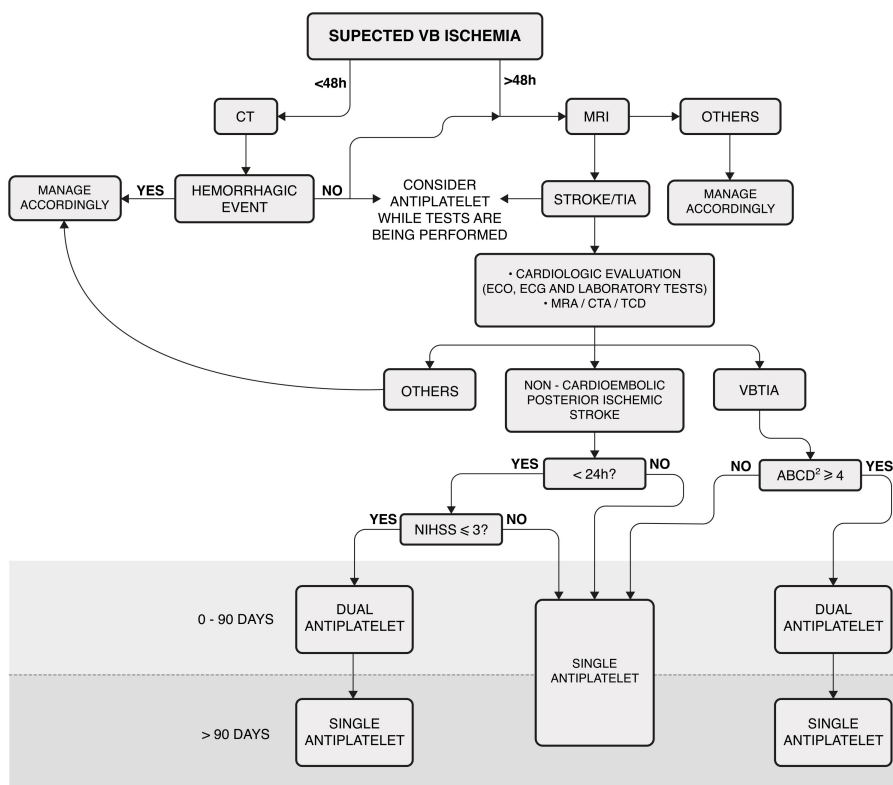 SUPECTED VB ISCHEMIA
<48h
>48h
CT
MRI
OTHERS
MANAGE
ACCORDINGLY
YES
HEMORRHAGIC
EVENT
NO
CONSIDER
ANTIPLATELET
WHILE TESTS ARE
BEING PERFORMED
STROKE/TIA
MANAGE
ACCORDINGLY
• CARDIOLOGIC EVALUATION
(ECO, ECG AND LABORATORY TESTS)
• MRA / CTA / TCD
OTHERS
NON - CARDIOEMBOLIC
POSTERIOR ISCHEMIC
STROKE
VBTIA
YES
< 24h?
NO
NO
ABCD² ⩾ 4
YES
YES
NIHSS ⩽ 3?
NO
0 - 90 DAYS
DUAL
ANTIPLATELET
SINGLE
ANTIPLATELET
DUAL
ANTIPLATELET
> 90 DAYS
SINGLE
ANTIPLATELET
SINGLE
ANTIPLATELET